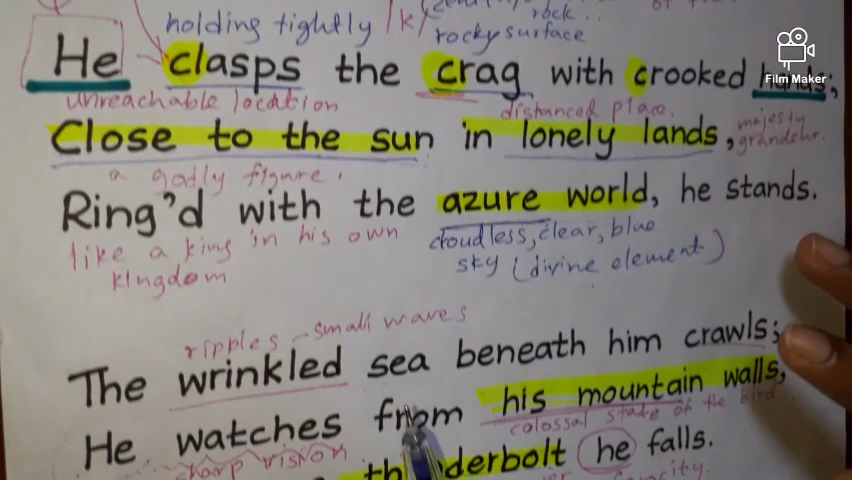 holding tightly /k/ rock..
rocky surface
He clasps the crag with crooked hands;
Film Maker
unreachable location distanced place.
Close to the sun in lonely lands,
majesty
grandeur.
a godly figure.
Ring'd with the azure world, he stands.
like a king in his own
kingdom
cloudless, clear, blue
sky (divine element)
ripples - small waves
The wrinkled sea beneath him crawls;
He watches from his mountain walls,
colossal state of the bird.
sharp vision
thunderbolt he falls.